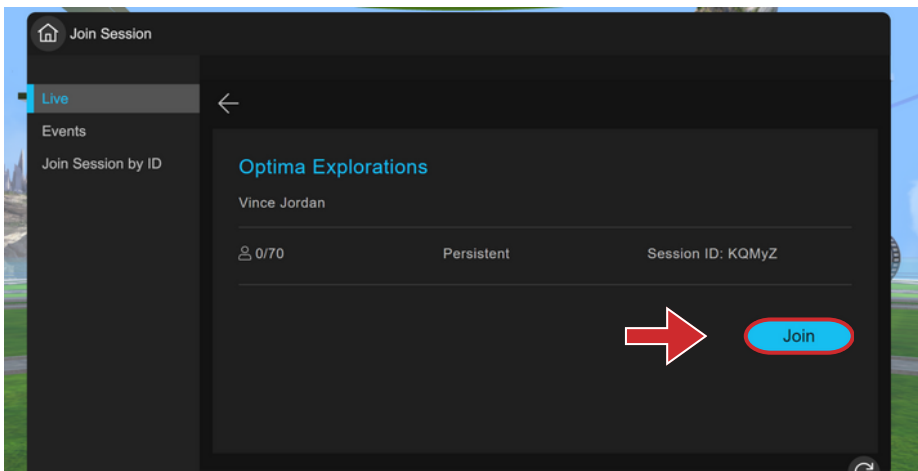 Join Session
Live
Events
Join Session by ID
Optima Explorations
Vince Jordan
0/70 Persistent Session ID: KQMyZ
Join